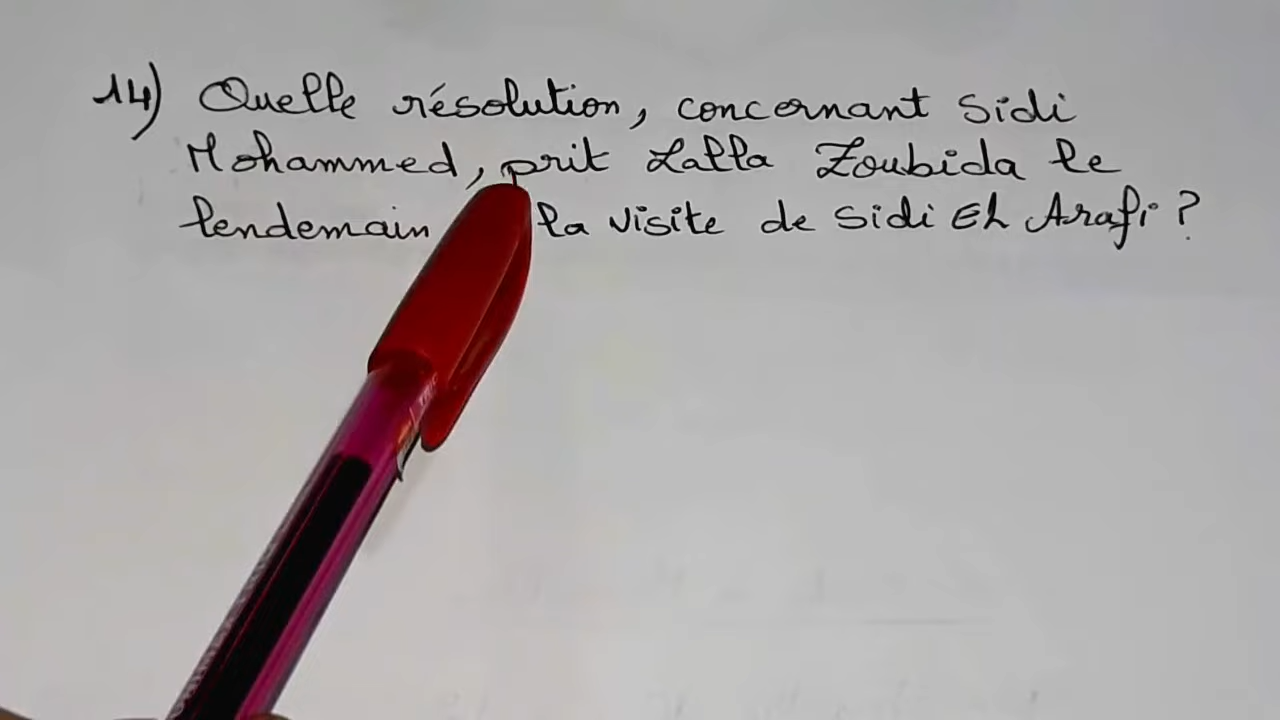 14) Quelle résolution, concernant Sidi
Mohammed, prit Lalla Zoubida le
lendemain la visite de Sidi El Arafi ?